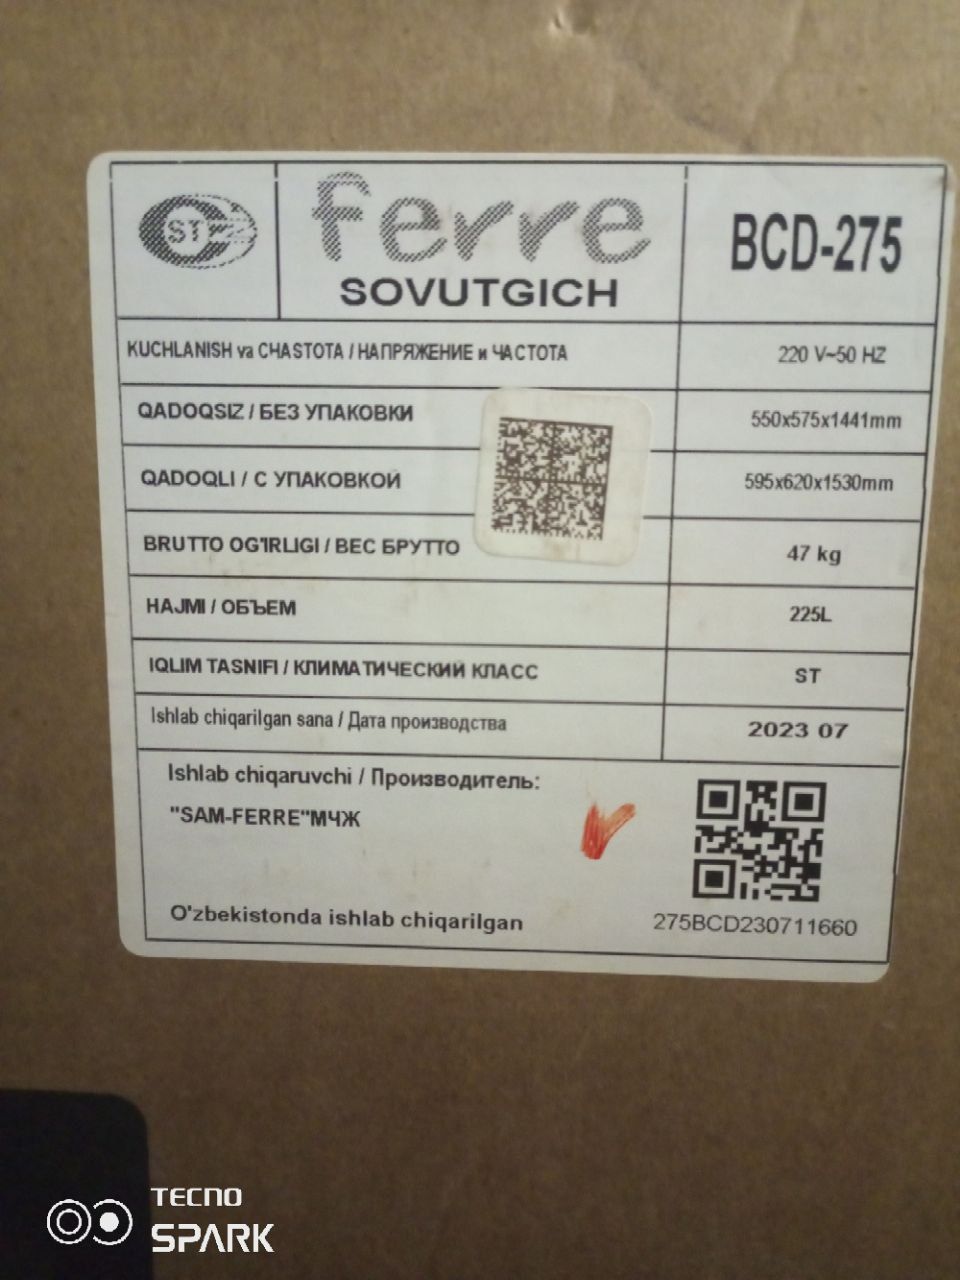 ST
ferre
SOVUTGICH
BCD-275
KUCHLANISH va CHASTOTA / НАПРЯЖЕНИЕ и ЧАСТОТА
220 V~50 HZ
QADOQSIZ / БЕЗ УПАКОВКИ
550x575x1441mm
QADOQLI / С УПАКОВКОЙ
595x620x1530mm
BRUTTO OG'IRLIGI / ВЕС БРУТТО
47 kg
HAJMI / ОБЪЕМ
225L
IQLIM TASNIFI / КЛИМАТИЧЕСКИЙ КЛАСС
ST
Ishlab chiqarilgan sana / Дата производства
2023 07
Ishlab chiqaruvchi / Производитель:
"SAM-FERRE"МЧЖ
O'zbekistonda ishlab chiqarilgan
275BCD230711660
TECNO
SPARK